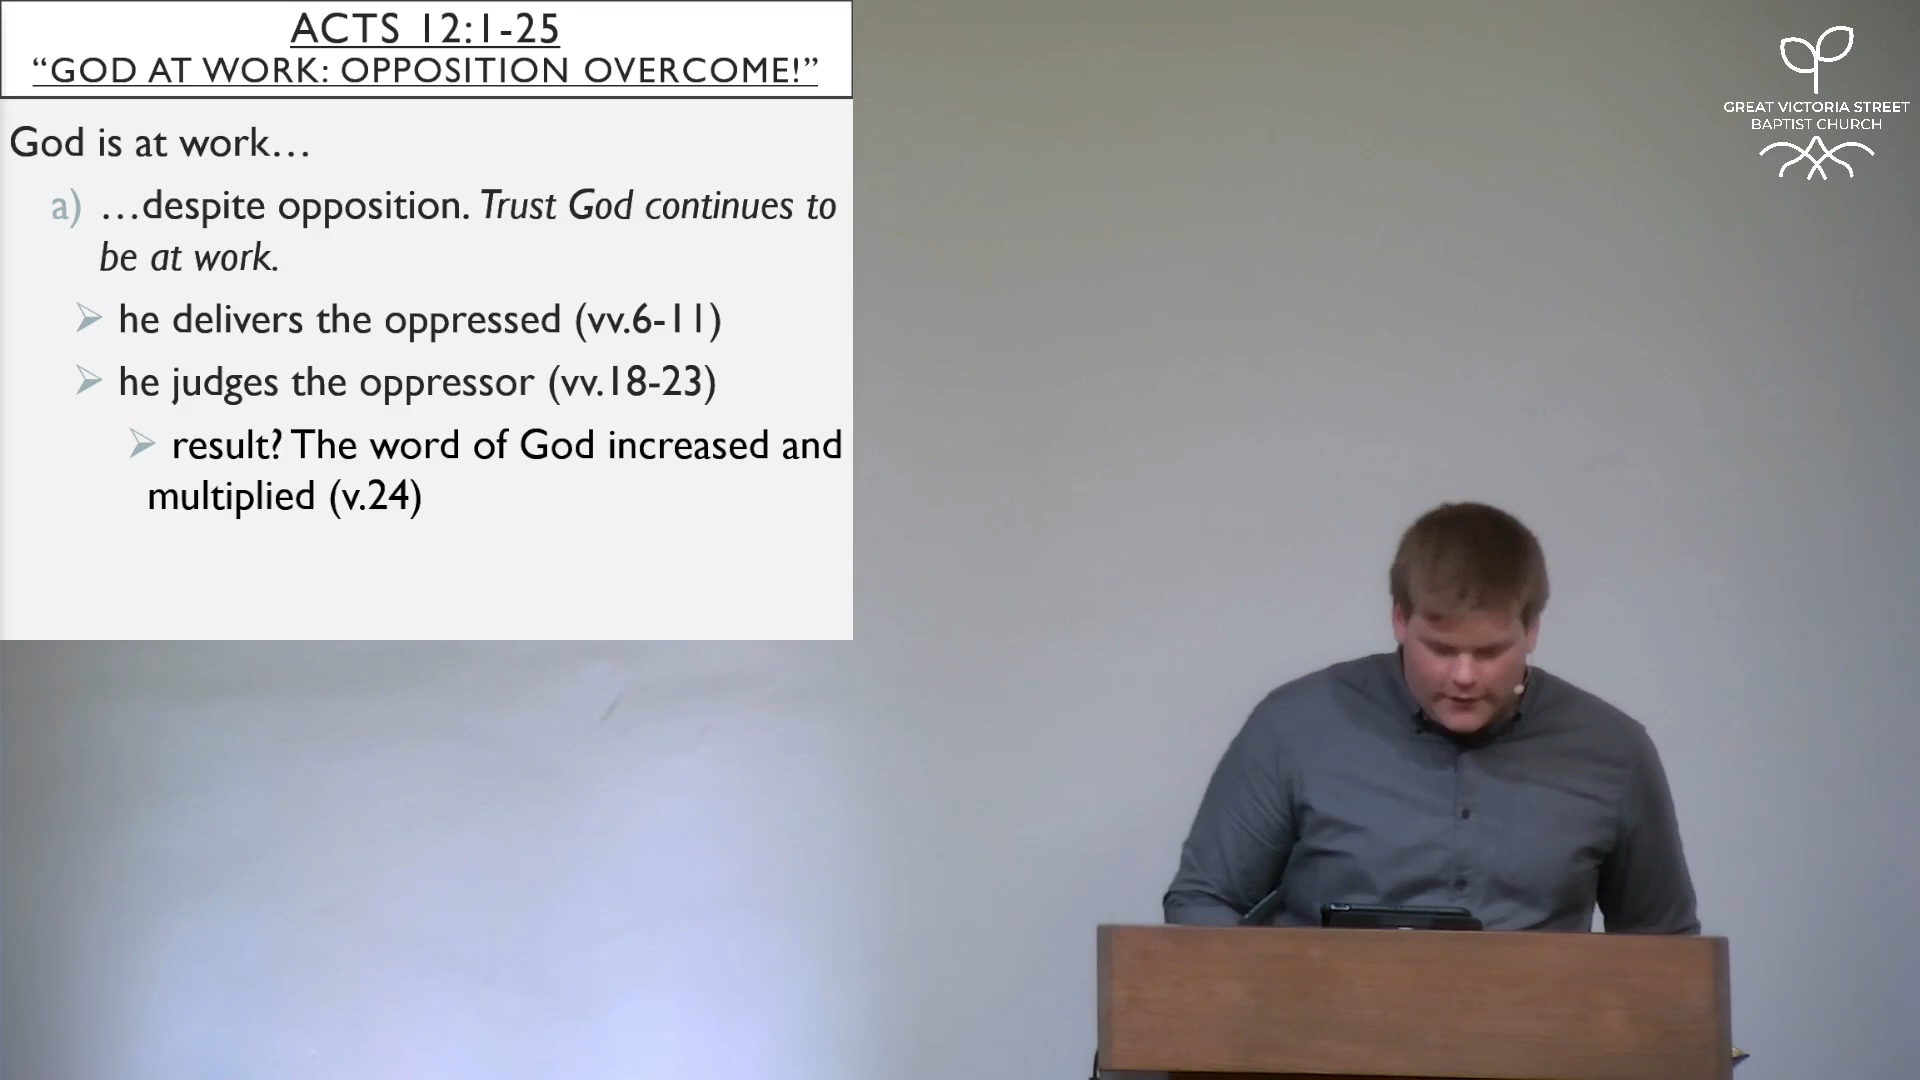 ACTS 12:1-25
“GOD AT WORK: OPPOSITION OVERCOME!”
God is at work…
a) …despite opposition. Trust God continues to
be at work.
➢ he delivers the oppressed (vv.6-11)
➢ he judges the oppressor (vv.18-23)
➢ result? The word of God increased and
multiplied (v.24)
GREAT VICTORIA STREET
BAPTIST CHURCH